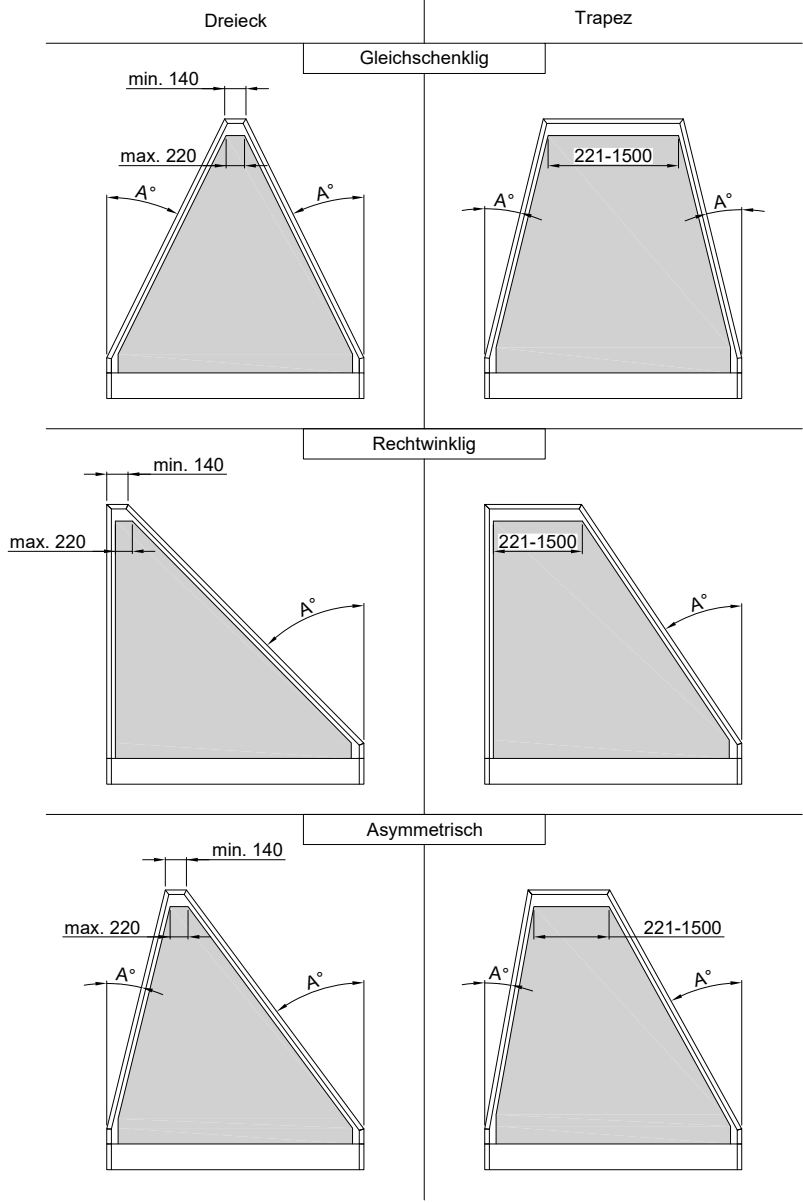 Dreieck
Trapez
Gleichschenklig
min. 140
max. 220
A°
A°
221-1500
A°
A°
Rechtwinklig
min. 140
max. 220
A°
221-1500
A°
Asymmetrisch
min. 140
max. 220
A°
A°
221-1500
A°
A°